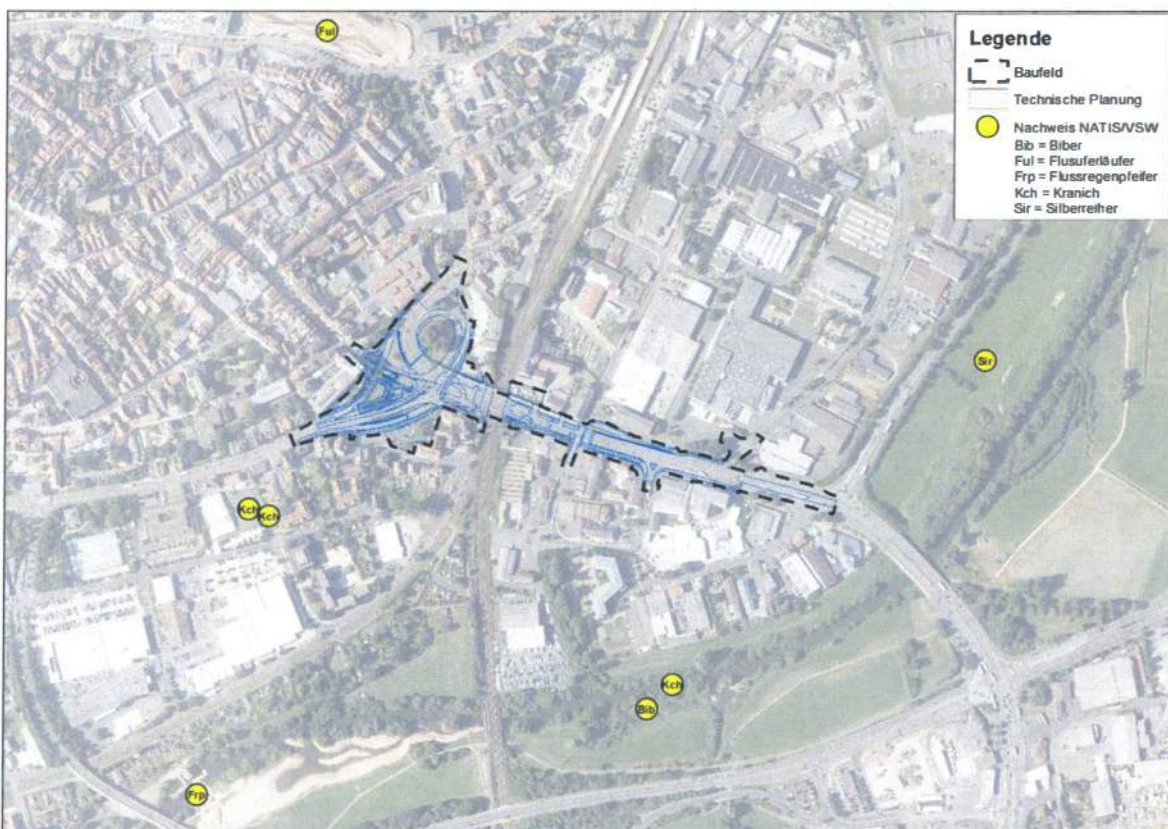 Ful
Legende
Baufeld
Technische Planung
Nachweis NATIS/VSW
Bib = Biber
Ful = Flusuferläufer
Frp = Flussregenpfeifer
Kch = Kranich
Sir = Silberreiher
Sir
Kch
Kch
Kch
Bib
Frp